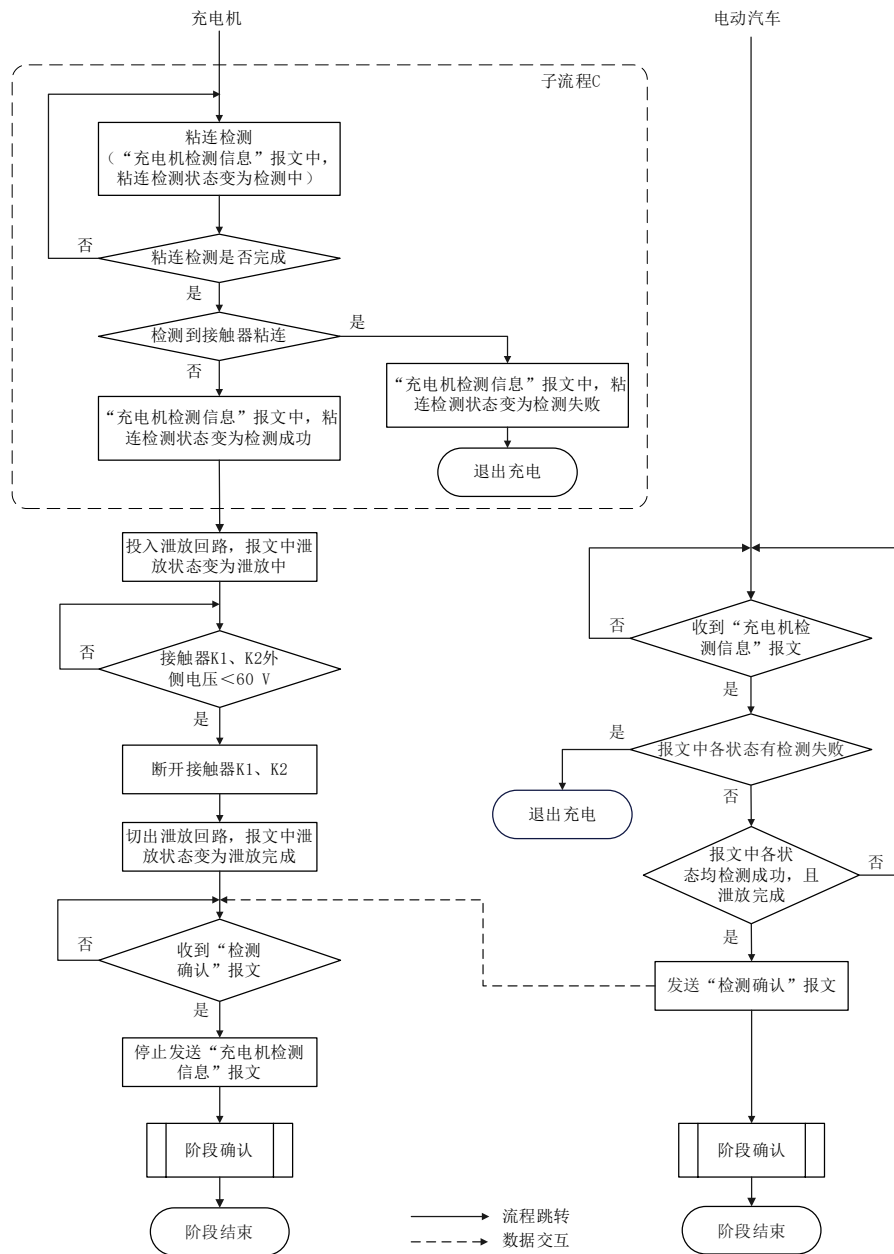 充电机
电动汽车
子流程C
粘连检测
(“充电机检测信息”报文中，
粘连检测状态变为检测中)
否
粘连检测是否完成
是
检测到接触器粘连
是
否
“充电机检测信息”报文中，粘
连检测状态变为检测失败
“充电机检测信息”报文中，粘
连检测状态变为检测成功
退出充电
投入泄放回路，报文中泄
放状态变为泄放中
否
接触器K1、K2外
侧电压＜60 V
是
断开接触器K1、K2
切出泄放回路，报文中泄
放状态变为泄放完成
否
收到“检测
确认”报文
是
停止发送“充电机检测
信息”报文
阶段确认
阶段结束
否
收到“充电机检
测信息”报文
是
是
报文中各状态有检测失败
退出充电
否
报文中各状
态均检测成功，且
泄放完成
否
是
发送“检测确认”报文
阶段确认
阶段结束
流程跳转
数据交互